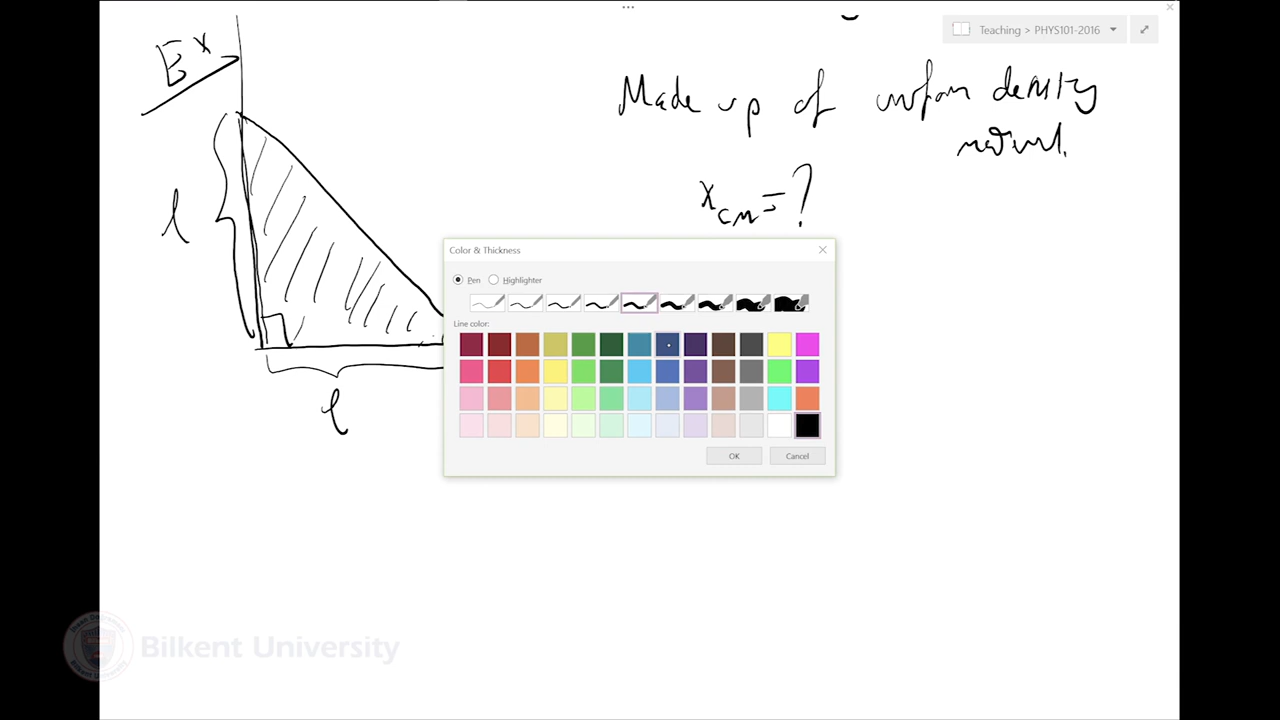 Teaching > PHYS101-2016
Ex
Made up of uniform density
l
x_cm = ?
Color & Thickness
Pen Highlighter
Line color:
l
OK Cancel
Bilkent University